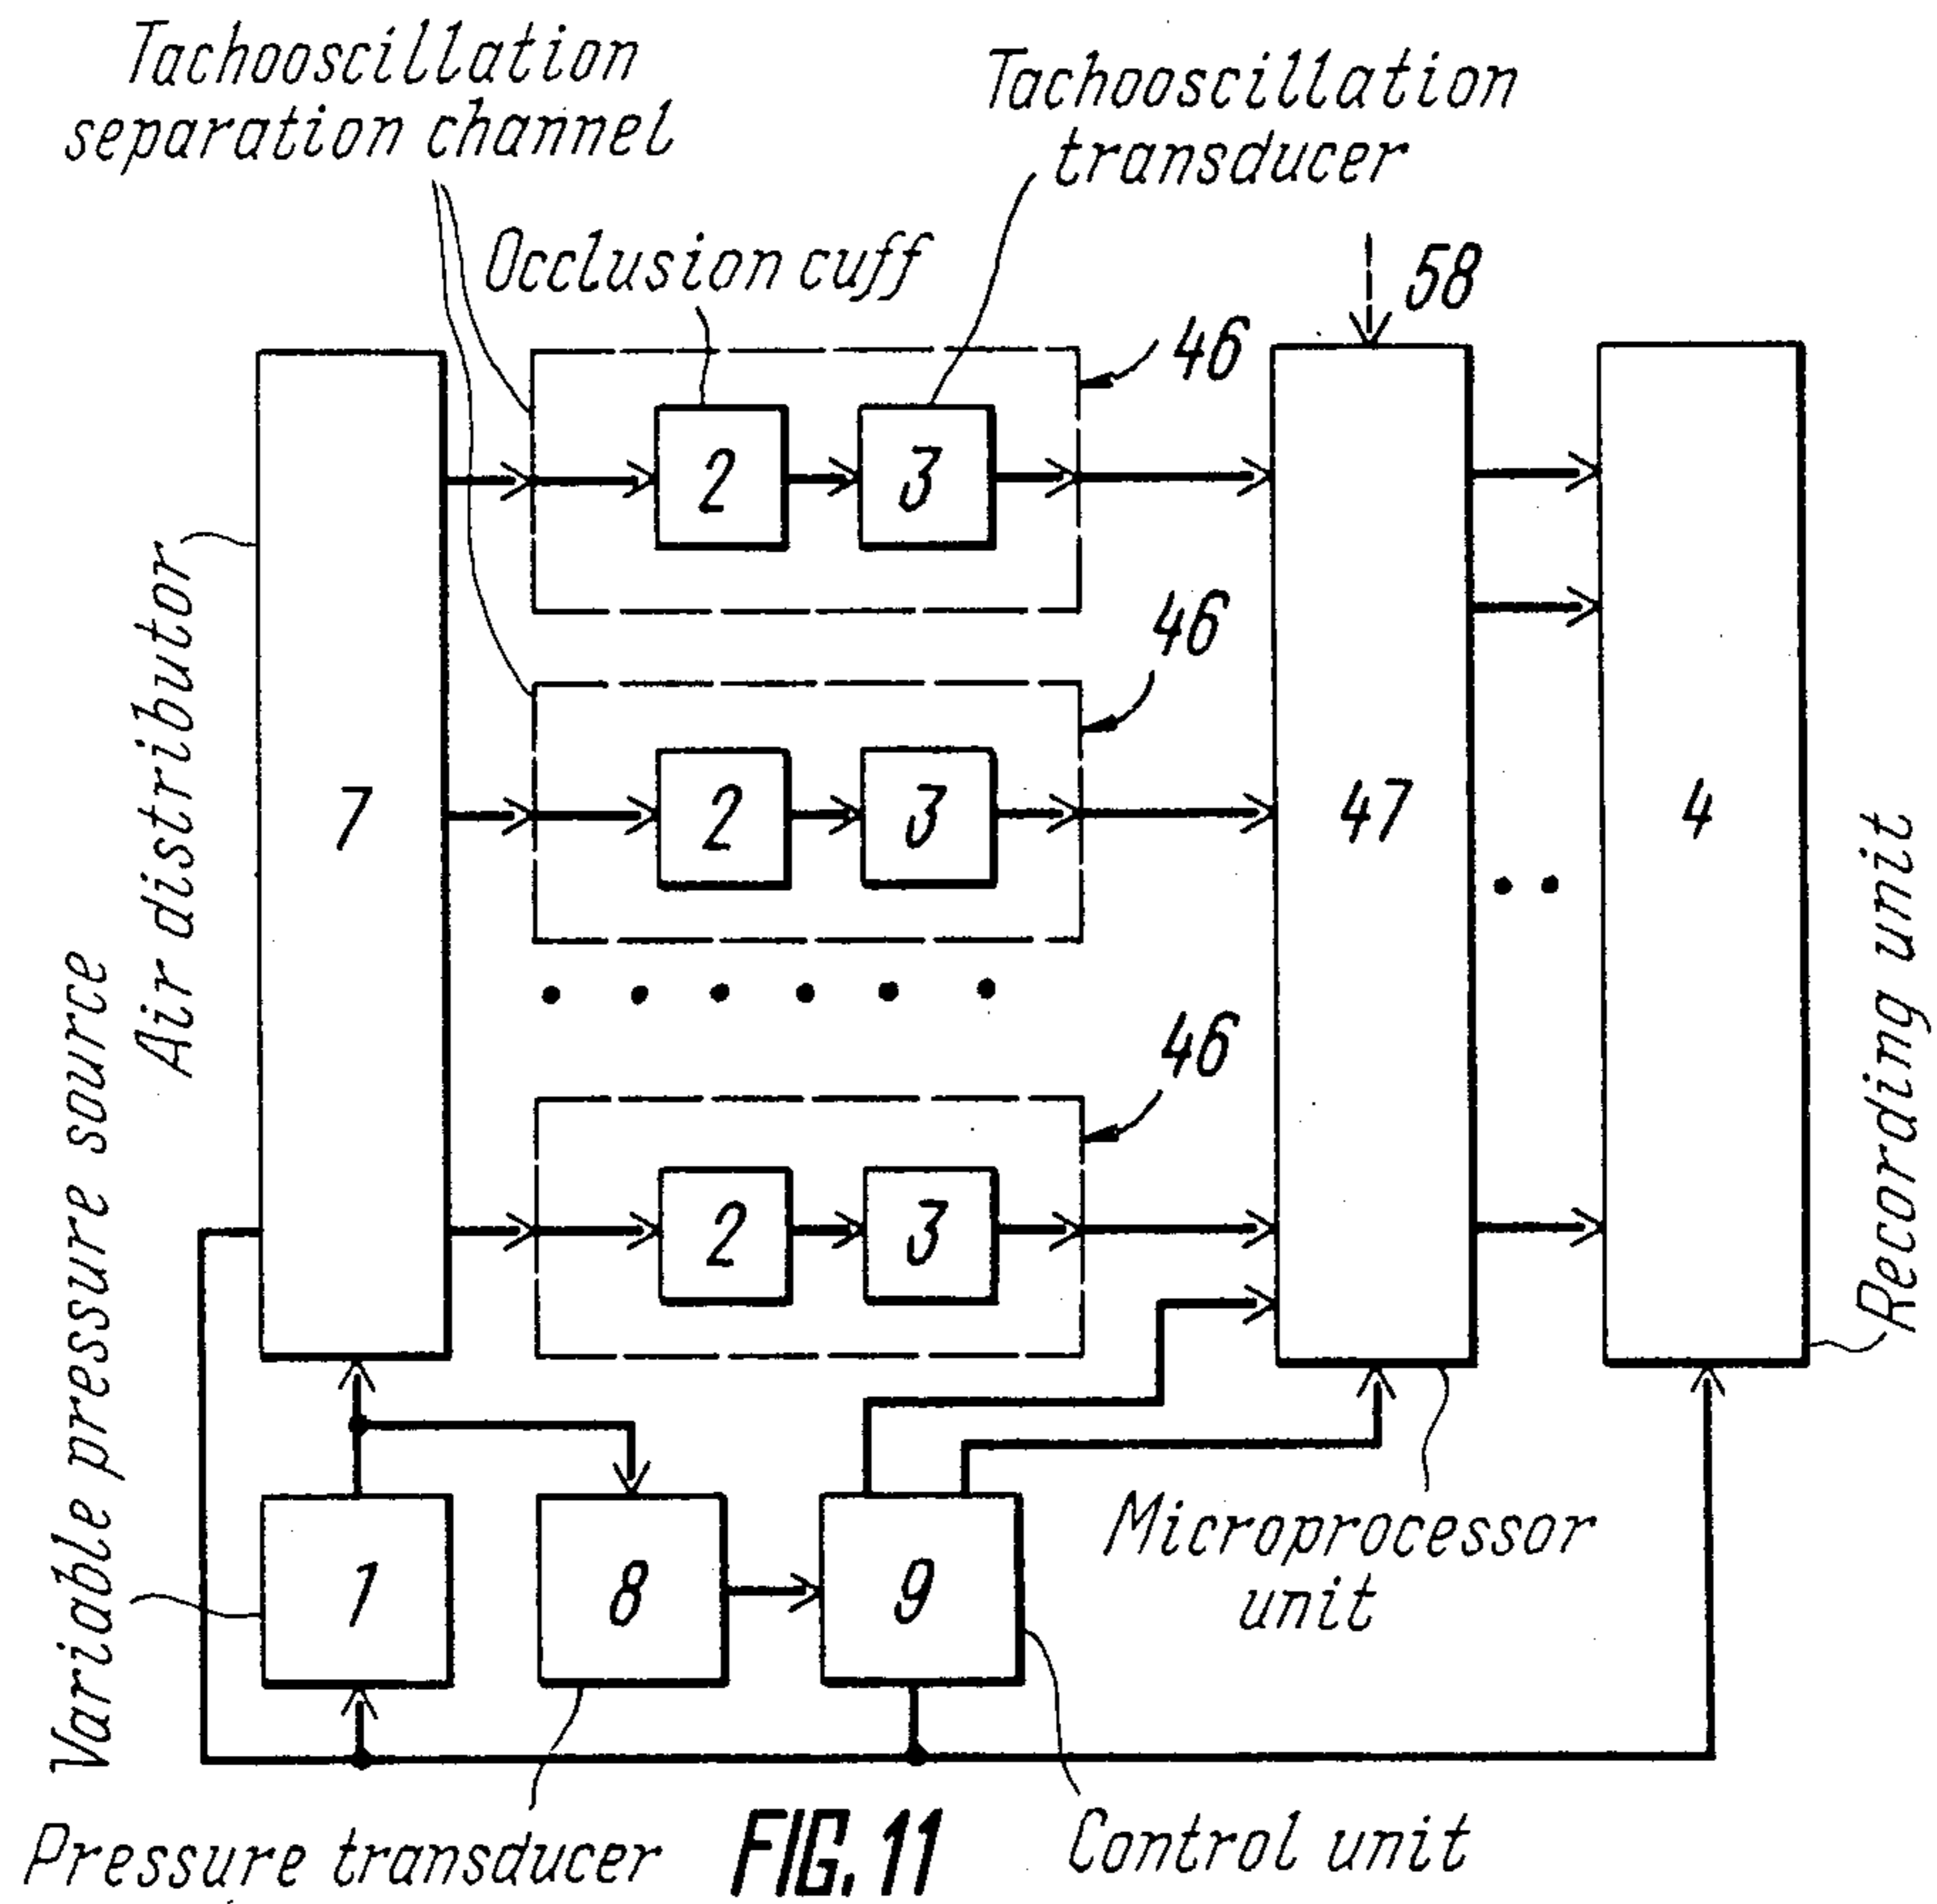 Tachooscillation
separation channel
Tachooscillation
transducer
Occlusion cuff
58
46
2
3
46
Air distributor
7
2
3
47
4
46
Variable pressure source
2
3
Recording unit
1
8
9
Microprocessor
unit
Pressure transducer
FIG. 11
Control unit